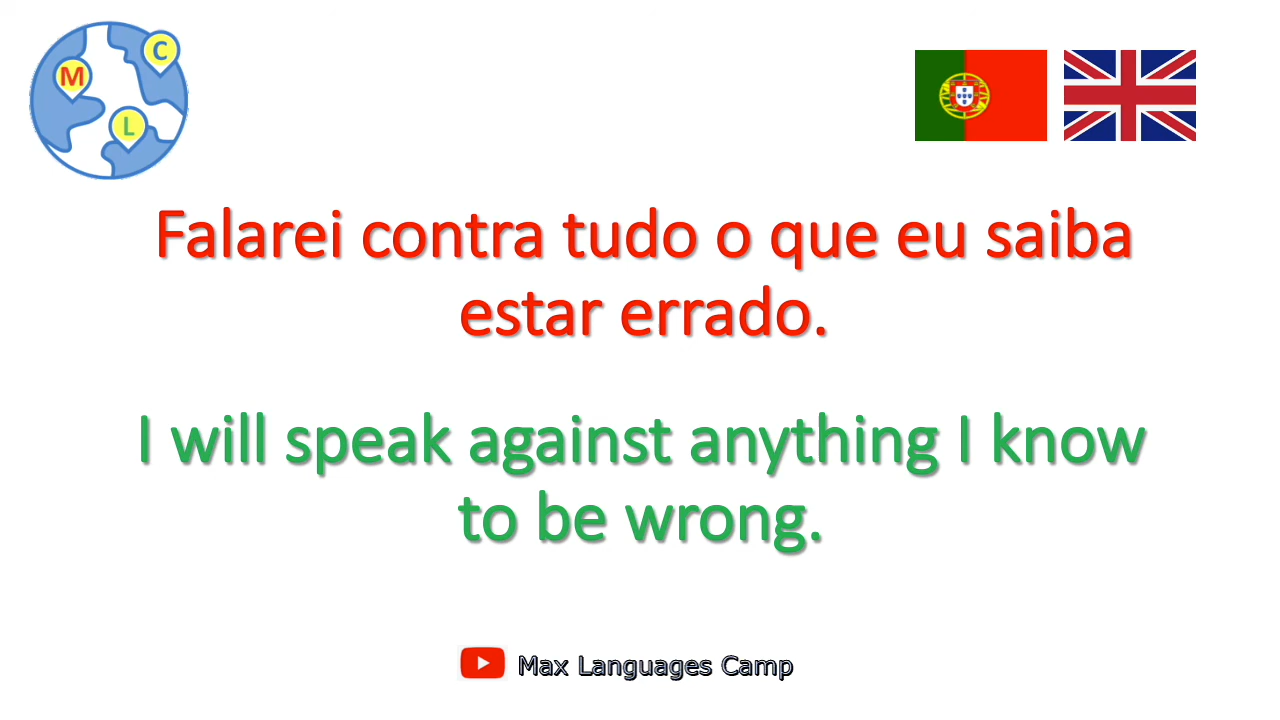 M
C
L
Falarei contra tudo o que eu saiba
estar errado.
I will speak against anything I know
to be wrong.
Max Languages Camp